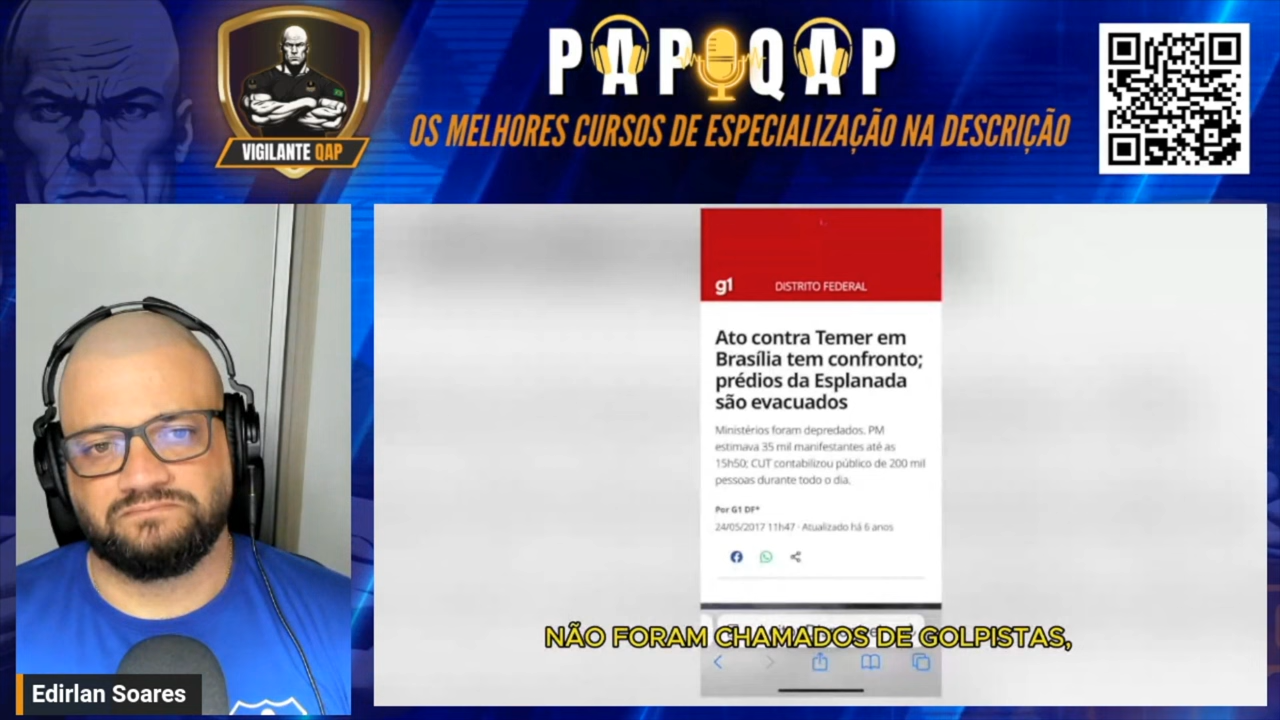 PAPO QAP
OS MELHORES CURSOS DE ESPECIALIZAÇÃO NA DESCRIÇÃO
VIGILANTE QAP
g1
DISTRITO FEDERAL
Ato contra Temer em
Brasília tem confronto;
prédios da Esplanada
são evacuados
Ministérios foram depredados. PM
estimava 35 mil manifestantes até as
15h50; CUT contabilizou público de 200 mil
pessoas durante todo o dia.
Por G1 DF*
24/05/2017 11h47 · Atualizado há 6 anos
NÃO FORAM CHAMADOS DE GOLPISTAS,
Edirlan Soares